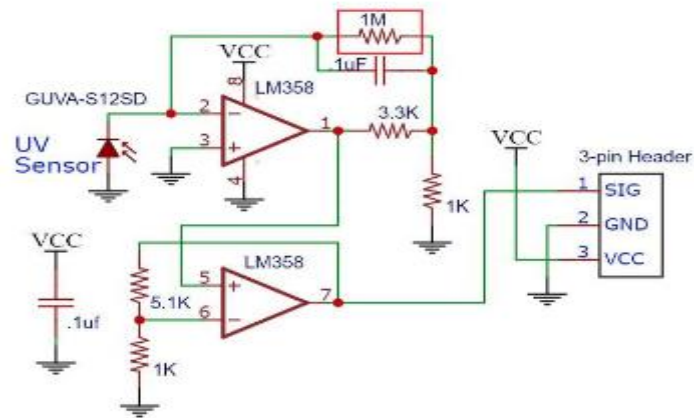 1M
VCC
.1uF
8
LM358
GUVA-S12SD
2
3
1
3.3K
4
UV
Sensor
VCC
3-pin Header
1 SIG
2 GND
3 VCC
1K
VCC
.1uf
LM358
5
6
7
5.1K
1K